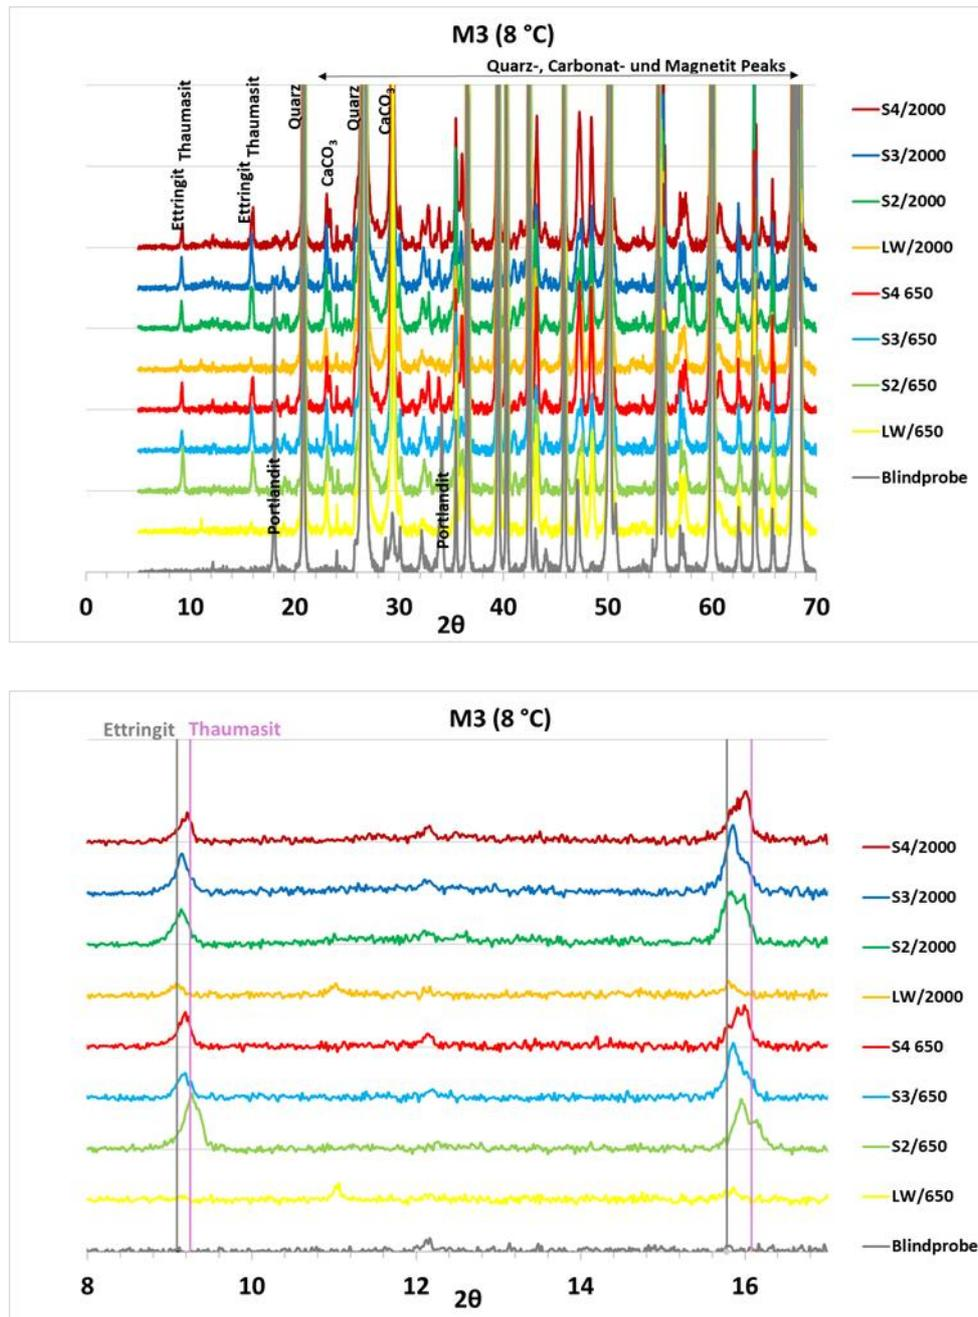 M3 (8 °C)
Quarz-, Carbonat- und Magnetit Peaks
Ettringit Thaumasit
Ettringit Thaumasit
Quarz
CaCO₃
Quarz
CaCO₃
Portlandit
Portlandit
S4/2000
S3/2000
S2/2000
LW/2000
S4 650
S3/650
S2/650
LW/650
Blindprobe
0 10 20 30 40 50 60 70
2θ
M3 (8 °C)
Ettringit Thaumasit
S4/2000
S3/2000
S2/2000
LW/2000
S4 650
S3/650
S2/650
LW/650
Blindprobe
8 10 12 14 16
2θ